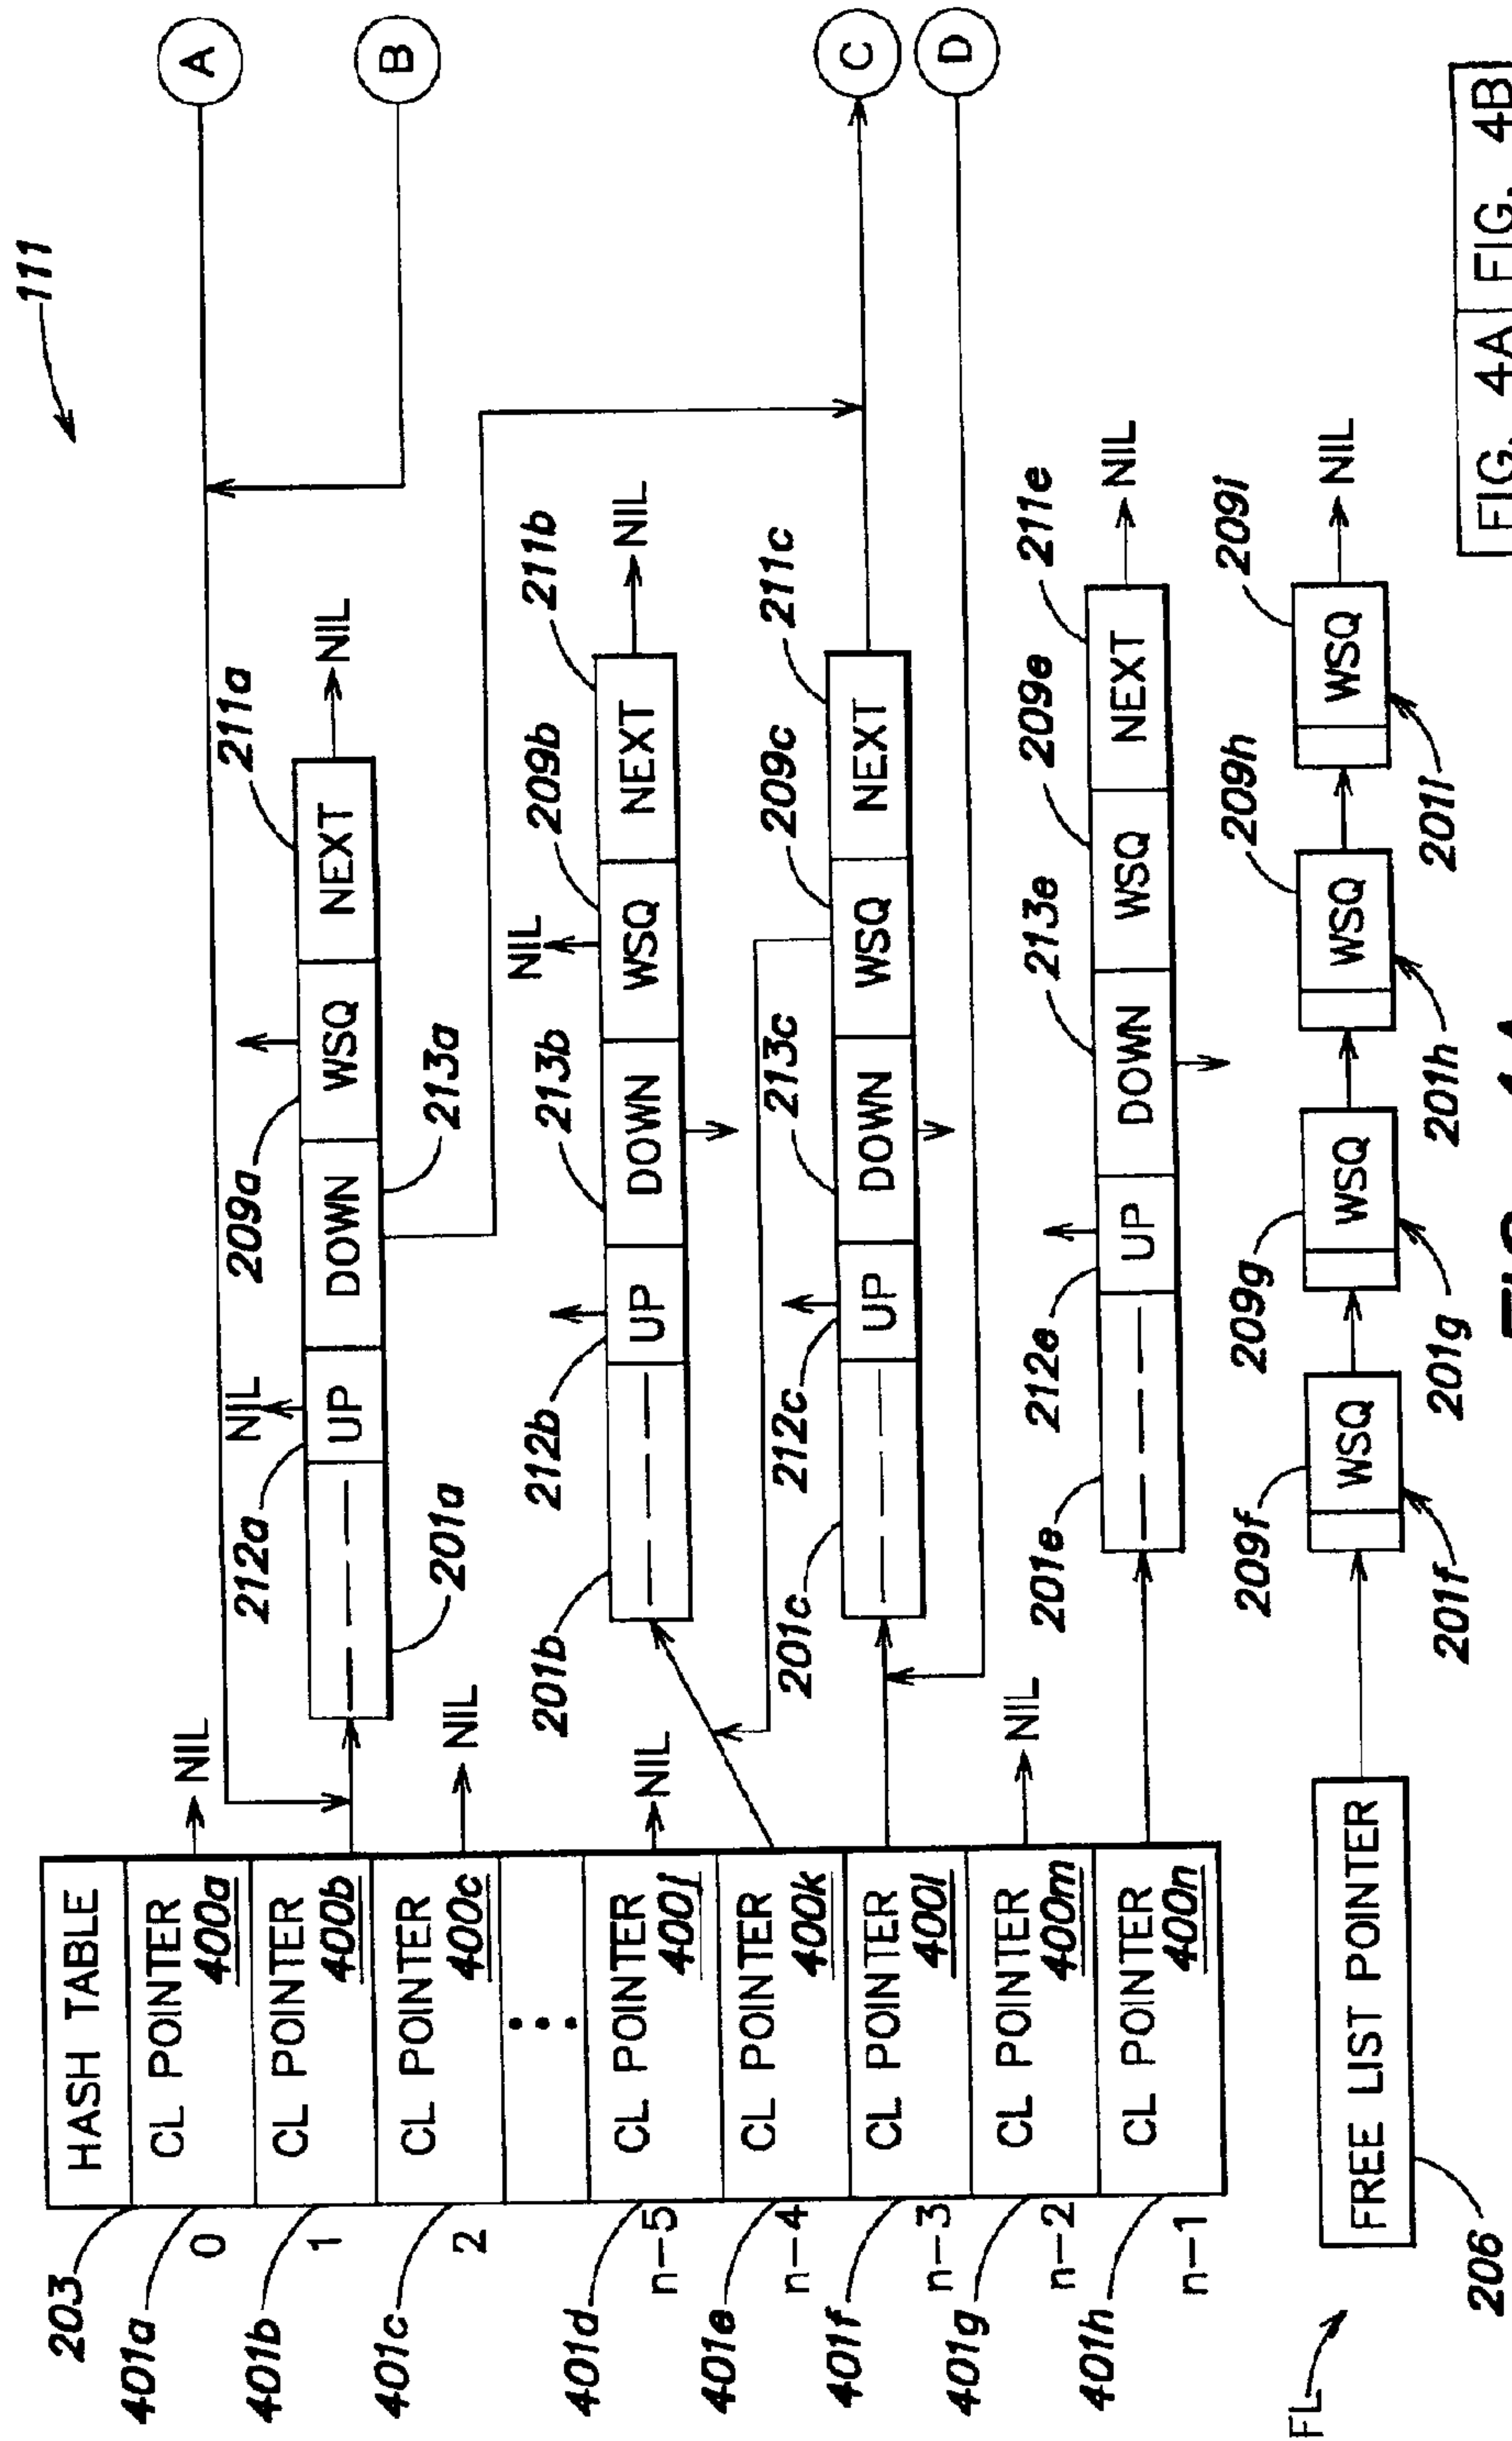 111
A
B
C
D
203
HASH TABLE
401a
0
CL POINTER
400a
NIL
401b
1
CL POINTER
400b
401c
2
CL POINTER
400c
NIL
401d
n-5
CL POINTER
400j
NIL
401e
n-4
CL POINTER
400k
401f
n-3
CL POINTER
400l
401g
n-2
CL POINTER
400m
NIL
401h
n-1
CL POINTER
400n
212a
NIL
209a
211a
UP
DOWN
WSQ
NEXT
NIL
201a
213a
201b
212b
213b
NIL
209b
211b
UP
DOWN
WSQ
NEXT
NIL
201c
212c
213c
209c
211c
UP
DOWN
WSQ
NEXT
201e
212e
213e
209e
211e
UP
DOWN
WSQ
NEXT
NIL
FL
206
FREE LIST POINTER
209f
WSQ
201f
209g
WSQ
201g
209h
WSQ
201h
209i
WSQ
201i
NIL
FIG. 4A
FIG. 4B